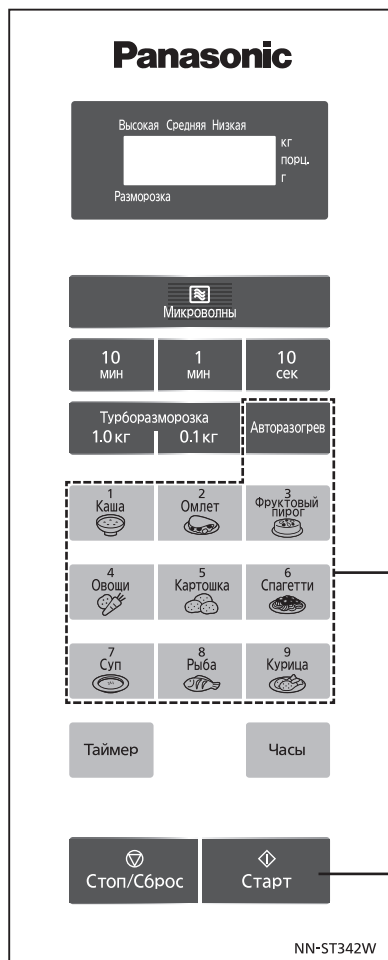 Panasonic
Высокая Средняя Низкая
кг
порц.
г
Разморозка
Микроволны
10 мин
1 мин
10 сек
Турборазморозка
1.0 кг 0.1 кг
Авторазогрев
1 Каша
2 Омлет
3 Фруктовый пирог
4 Овощи
5 Картошка
6 Спагетти
7 Суп
8 Рыба
9 Курица
Таймер
Часы
Стоп/Сброс
Старт
NN-ST342W